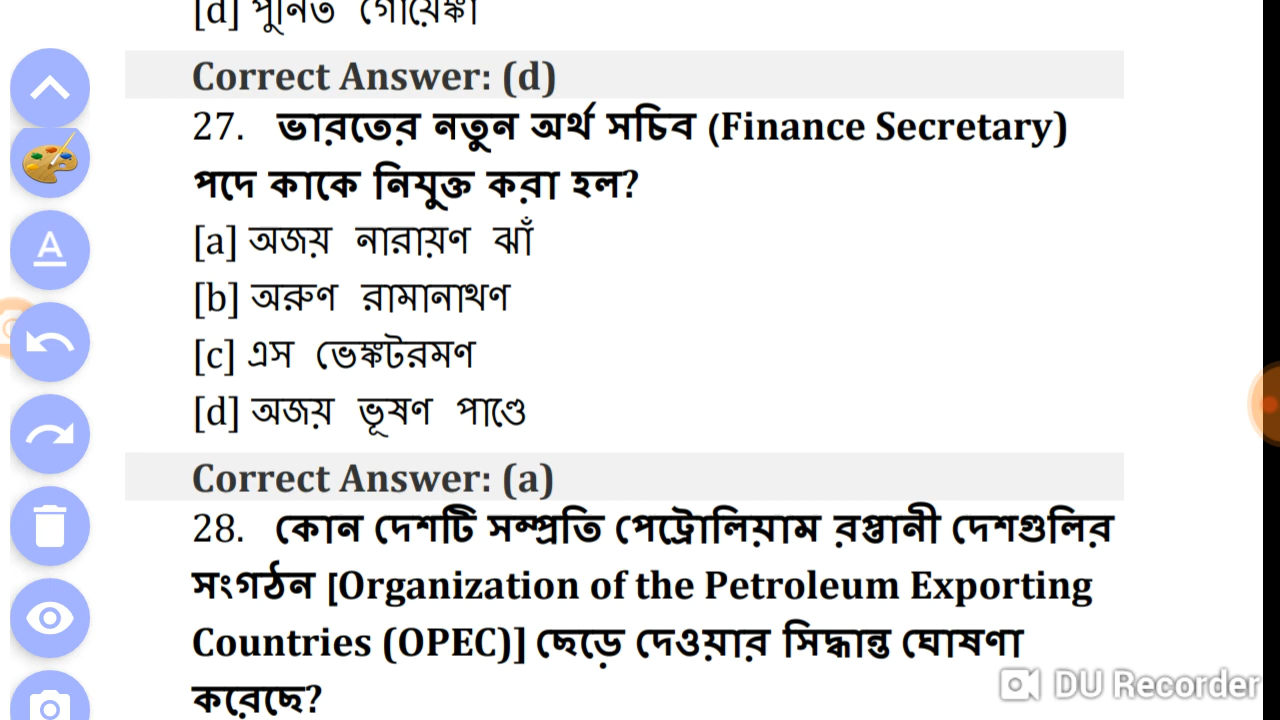 [d] পুনিত গোয়েঙ্কা
Correct Answer: (d)
27. ভারতের নতুন অর্থ সচিব (Finance Secretary)
পদে কাকে নিযুক্ত করা হল?
[a] অজয় নারায়ণ ঝাঁ
[b] অরুণ রামানাথণ
[c] এস ভেঙ্কটরমণ
[d] অজয় ভূষণ পাণ্ডে
Correct Answer: (a)
28. কোন দেশটি সম্প্রতি পেট্রোলিয়াম রপ্তানী দেশগুলির
সংগঠন [Organization of the Petroleum Exporting
Countries (OPEC)] ছেড়ে দেওয়ার সিদ্ধান্ত ঘোষণা
করেছে?
A
DU Recorder